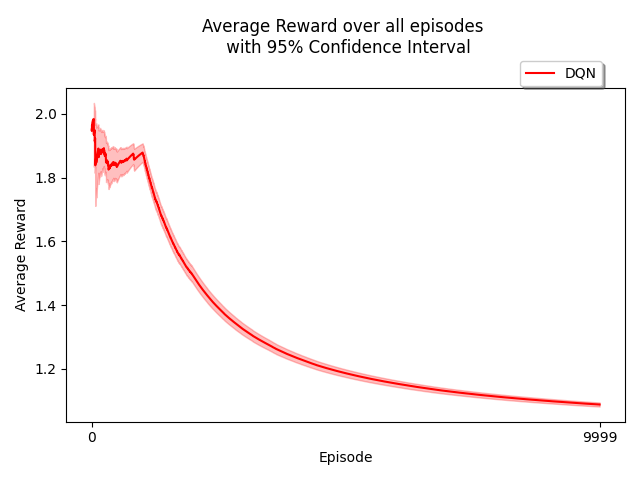 Average Reward over all episodes
with 95% Confidence Interval
DQN
2.0
1.8
1.6
1.4
1.2
Average Reward
0
9999
Episode